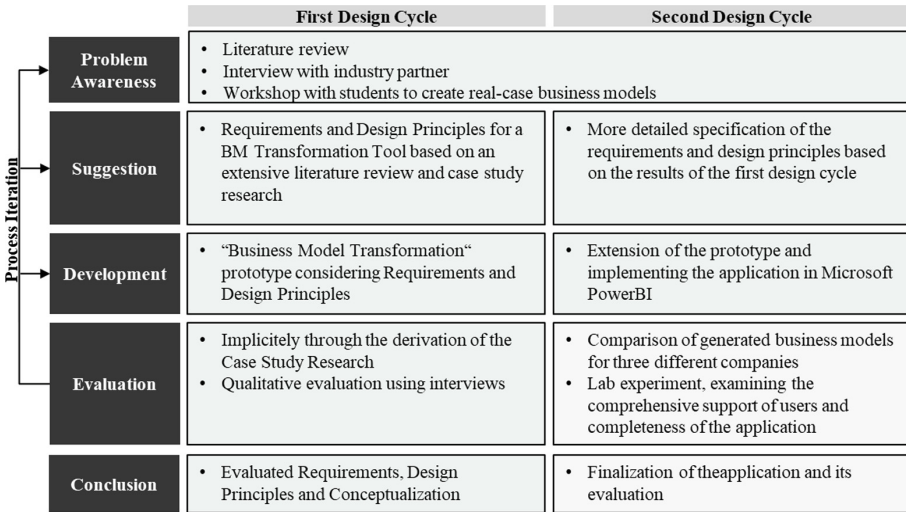 First Design Cycle
Second Design Cycle
Process Iteration
Problem
Awareness
• Literature review
• Interview with industry partner
• Workshop with students to create real-case business models
Suggestion
• Requirements and Design Principles for a
BM Transformation Tool based on an
extensive literature review and case study
research
• More detailed specification of the
requirements and design principles based
on the results of the first design cycle
Development
• “Business Model Transformation“
prototype considering Requirements and
Design Principles
• Extension of the prototype and
implementing the application in Microsoft
PowerBI
Evaluation
• Implicitely through the derivation of the
Case Study Research
• Qualitative evaluation using interviews
• Comparison of generated business models
for three different companies
• Lab experiment, examining the
comprehensive support of users and
completeness of the application
Conclusion
• Evaluated Requirements, Design
Principles and Conceptualization
• Finalization of theapplication and its
evaluation